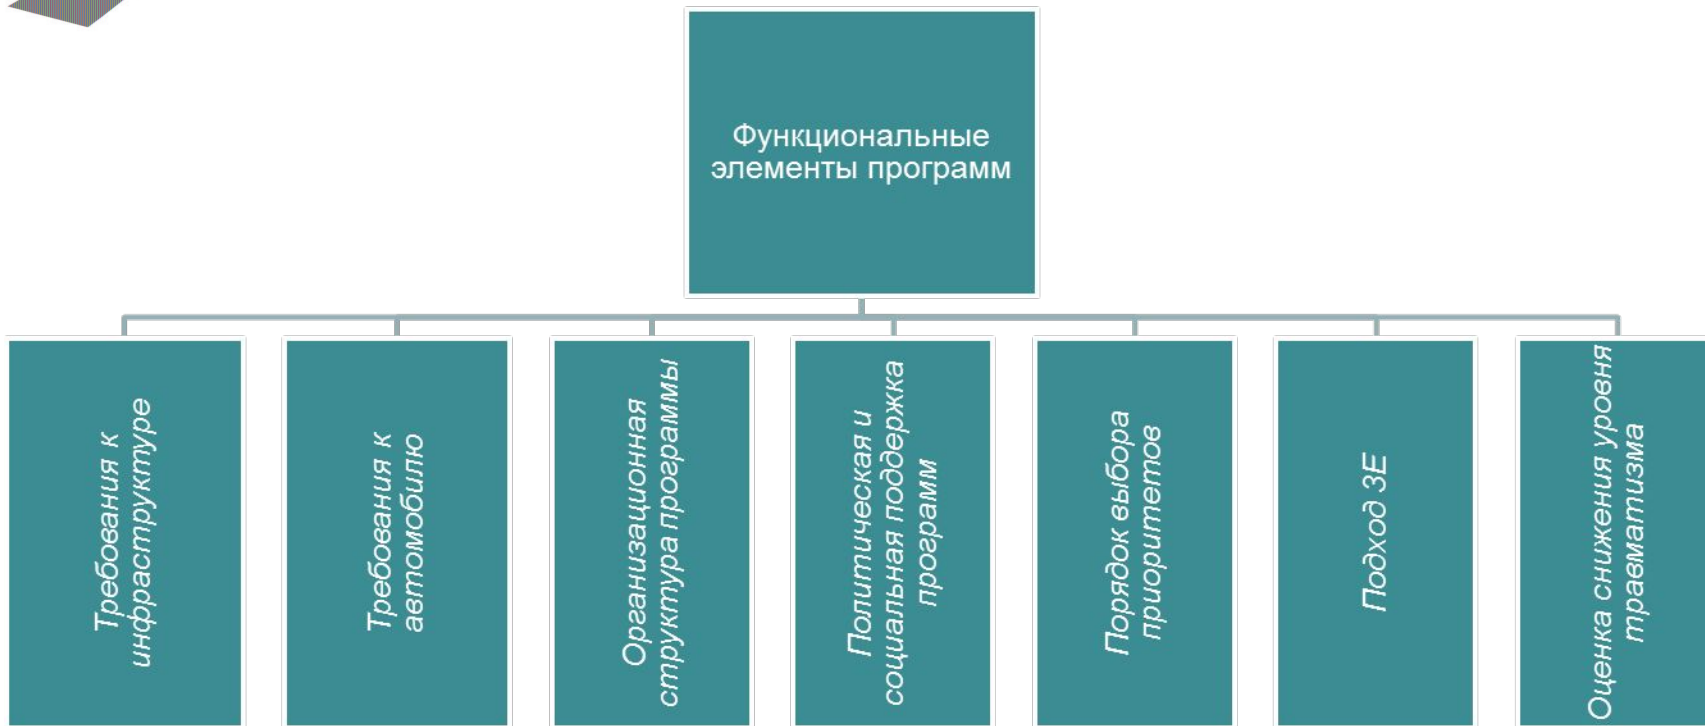 Функциональные
элементы программ
Требования к
инфраструктуре
Требования к
автомобилю
Организационная
структура программы
Политическая и
социальная поддержка
программ
Порядок выбора
приоритетов
Подход 3Е
Оценка снижения уровня
травматизма